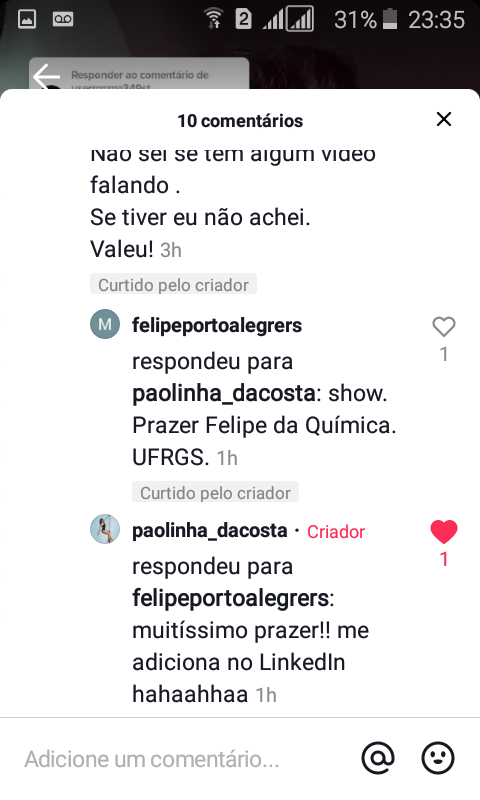 2 31% 23:35
Responder ao comentário de
10 comentários
Não sei se tem algum vídeo
falando .
Se tiver eu não achei.
Valeu! 3h
Curtido pelo criador
M felipeportoalegrers
respondeu para
1
paolinha_dacosta: show.
Prazer Felipe da Química.
UFRGS. 1h
Curtido pelo criador
paolinha_dacosta · Criador
respondeu para
1
felipeportoalegrers:
muitíssimo prazer!! me
adiciona no LinkedIn
hahaahhaa 1h
Adicione um comentário... @